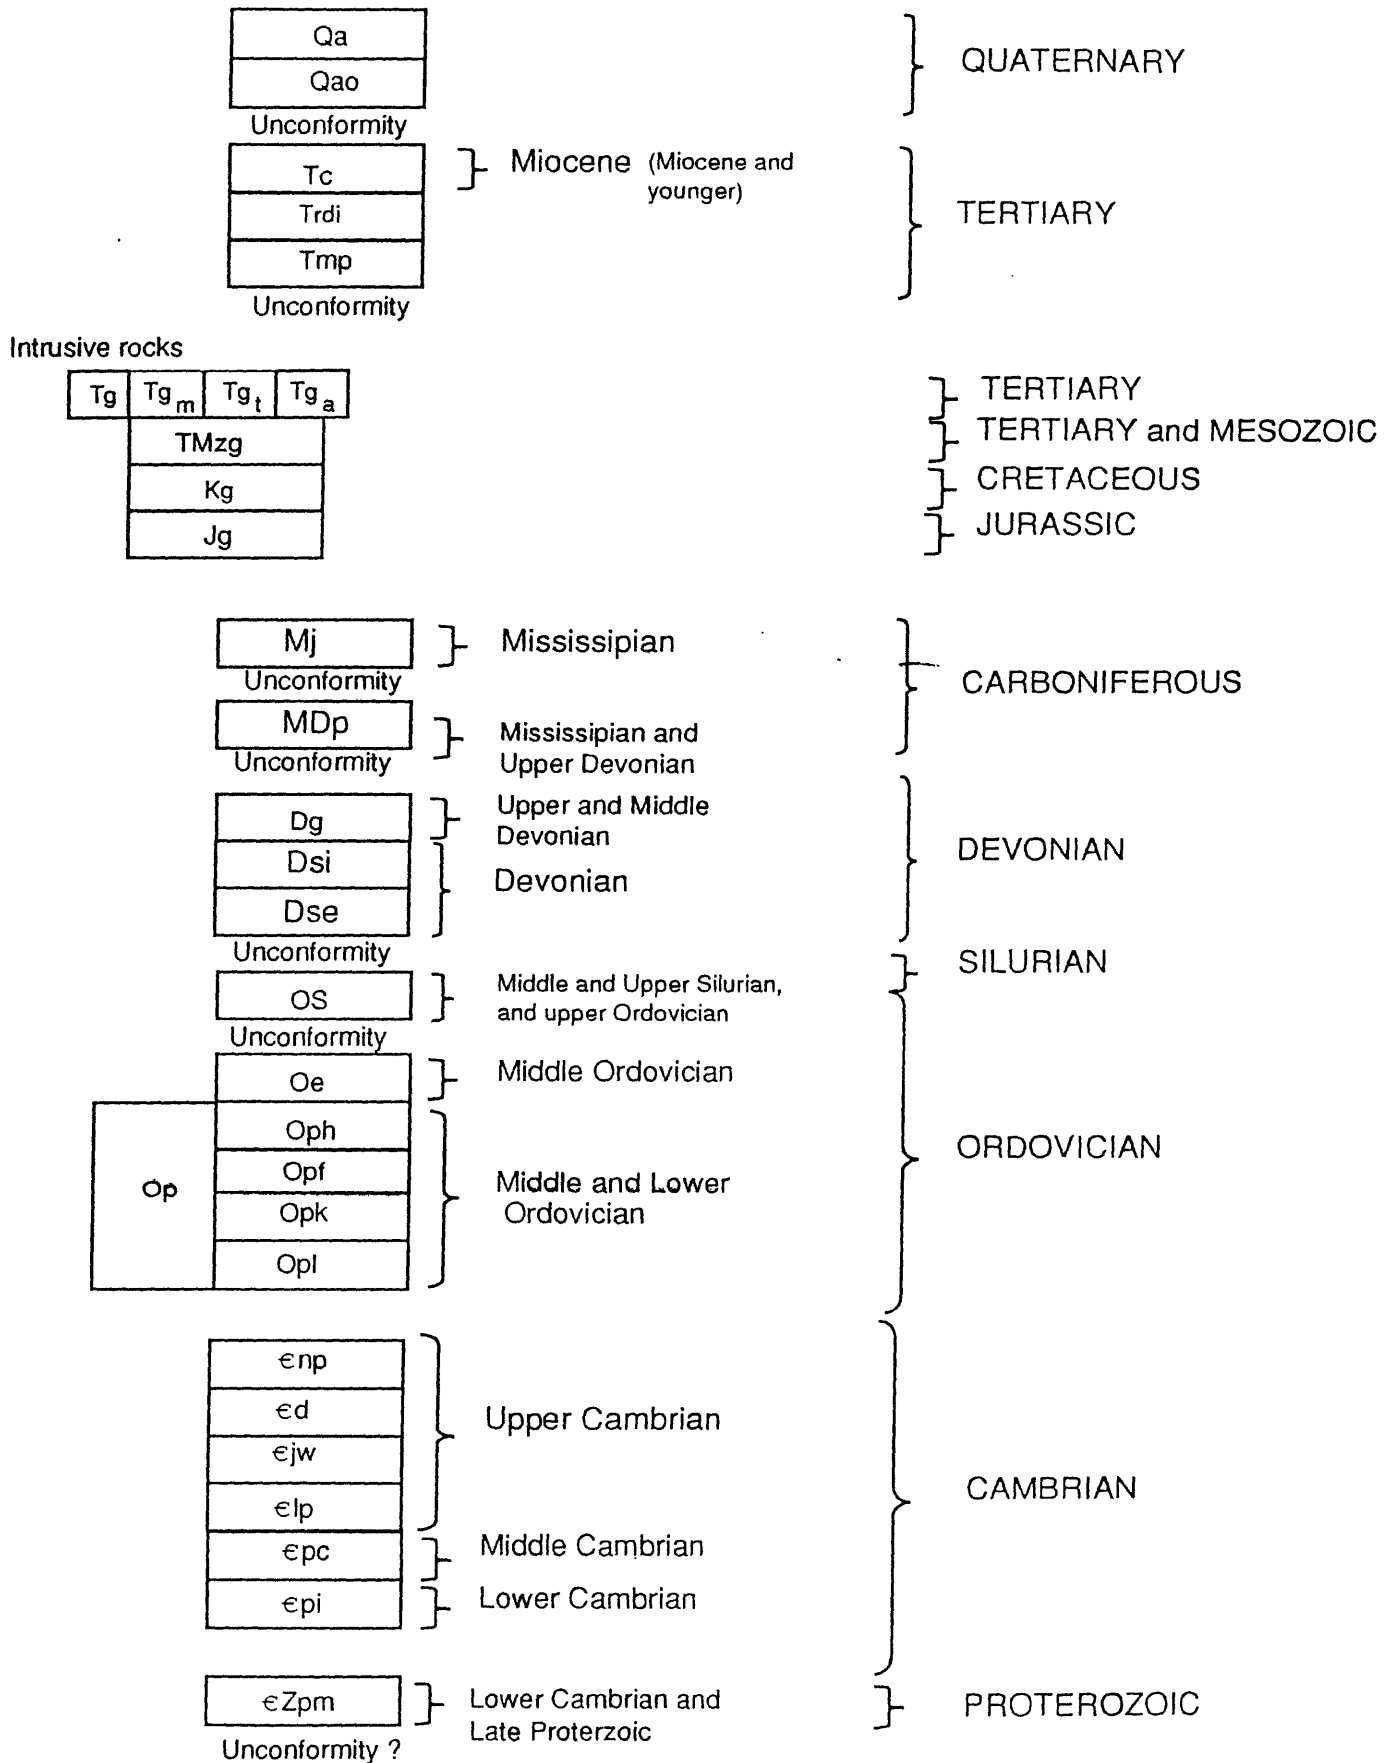 Qa
Qao
QUATERNARY
Unconformity
Tc
Miocene (Miocene and
younger)
Trdi
TERTIARY
Tmp
Unconformity
Intrusive rocks
Tg Tgm Tgt Tga
TERTIARY
TMzg
TERTIARY and MESOZOIC
Kg
CRETACEOUS
Jg
JURASSIC
Mj
Mississipian
Unconformity
CARBONIFEROUS
MDp
Mississipian and
Upper Devonian
Unconformity
Dg
Upper and Middle
Devonian
Dsi
DEVONIAN
Devonian
Dse
Unconformity
SILURIAN
OS
Middle and Upper Silurian,
and upper Ordovician
Unconformity
Oe
Middle Ordovician
Oph
ORDOVICIAN
Opf
Op
Middle and Lower
Ordovician
Opk
Opl
€np
€d
Upper Cambrian
€jw
€lp
CAMBRIAN
€pc
Middle Cambrian
€pi
Lower Cambrian
€Zpm
Lower Cambrian and
Late Proterzoic
PROTEROZOIC
Unconformity ?